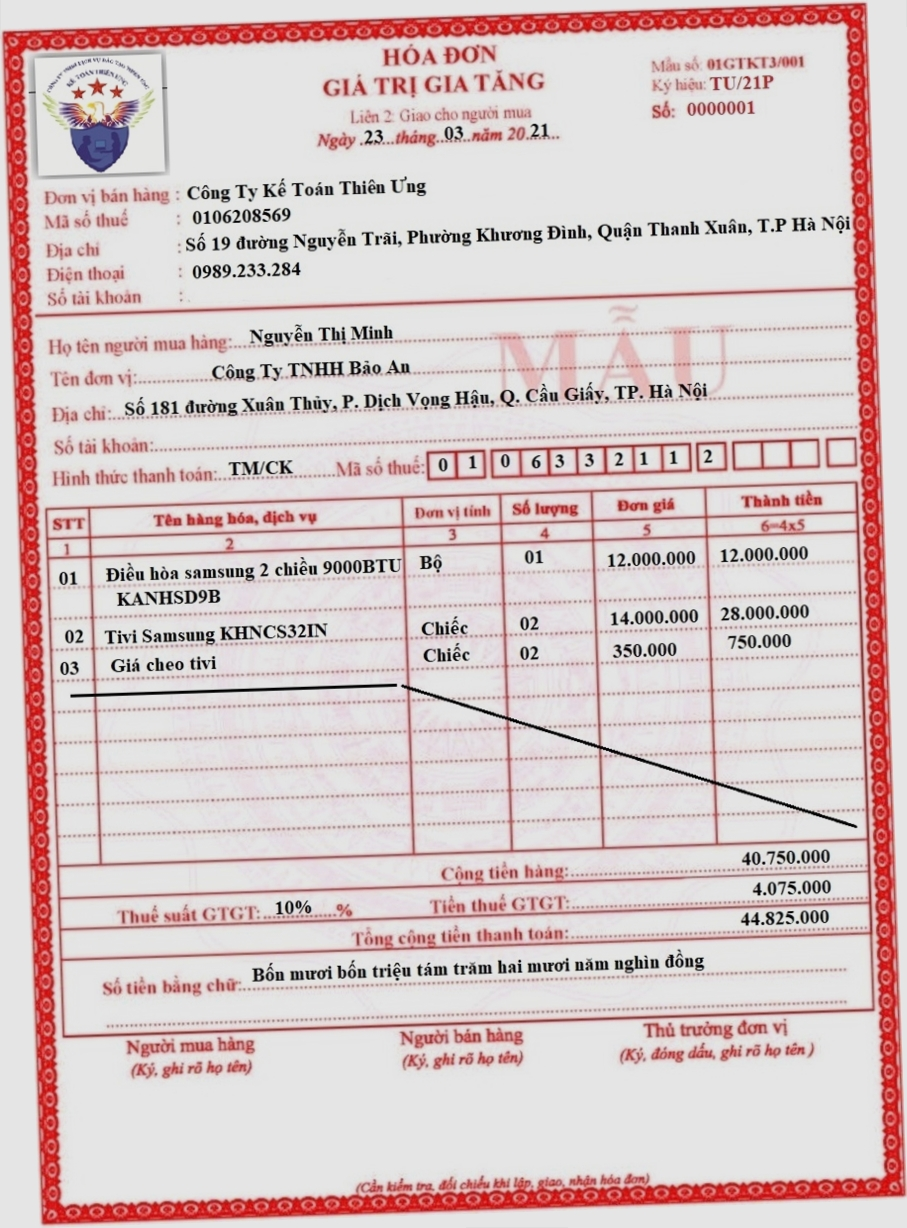 HÓA ĐƠN
GIÁ TRỊ GIA TĂNG
Liên 2: Giao cho người mua
Ngày .23...tháng..03...năm 20.21...
Mẫu số: 01GTKT3/001
Ký hiệu: TU/21P
Số: 0000001
KẾ TOÁN THIÊN ƯNG
Đơn vị bán hàng : Công Ty Kế Toán Thiên Ưng
Mã số thuế : 0106208569
Địa chỉ : Số 19 đường Nguyễn Trãi, Phường Khương Đình, Quận Thanh Xuân, T.P Hà Nội
Điện thoại : 0989.233.284
Số tài khoản :
MẪU
Họ tên người mua hàng: Nguyễn Thị Minh
Tên đơn vị: Công Ty TNHH Bảo An
Địa chỉ: Số 181 đường Xuân Thủy, P. Dịch Vọng Hậu, Q. Cầu Giấy, TP. Hà Nội
Số tài khoản:
Hình thức thanh toán: TM/CK Mã số thuế: 0 1 0 6 3 3 2 1 1 2
STT Tên hàng hóa, dịch vụ Đơn vị tính Số lượng Đơn giá Thành tiền
1 2 3 4 5 6=4x5
01 Điều hòa samsung 2 chiều 9000BTU Bộ 01 12.000.000 12.000.000
KANHSD9B
02 Tivi Samsung KHNCS32IN Chiếc 02 14.000.000 28.000.000
03 Giá cheo tivi Chiếc 02 350.000 750.000
Cộng tiền hàng: 40.750.000
Thuế suất GTGT: 10% % Tiền thuế GTGT: 4.075.000
Tổng cộng tiền thanh toán: 44.825.000
Số tiền bằng chữ: Bốn mươi bốn triệu tám trăm hai mươi năm nghìn đồng
Người mua hàng Người bán hàng Thủ trưởng đơn vị
(Ký, ghi rõ họ tên) (Ký, ghi rõ họ tên) (Ký, đóng dấu, ghi rõ họ tên )
(Cần kiểm tra, đối chiếu khi lập, giao, nhận hóa đơn)